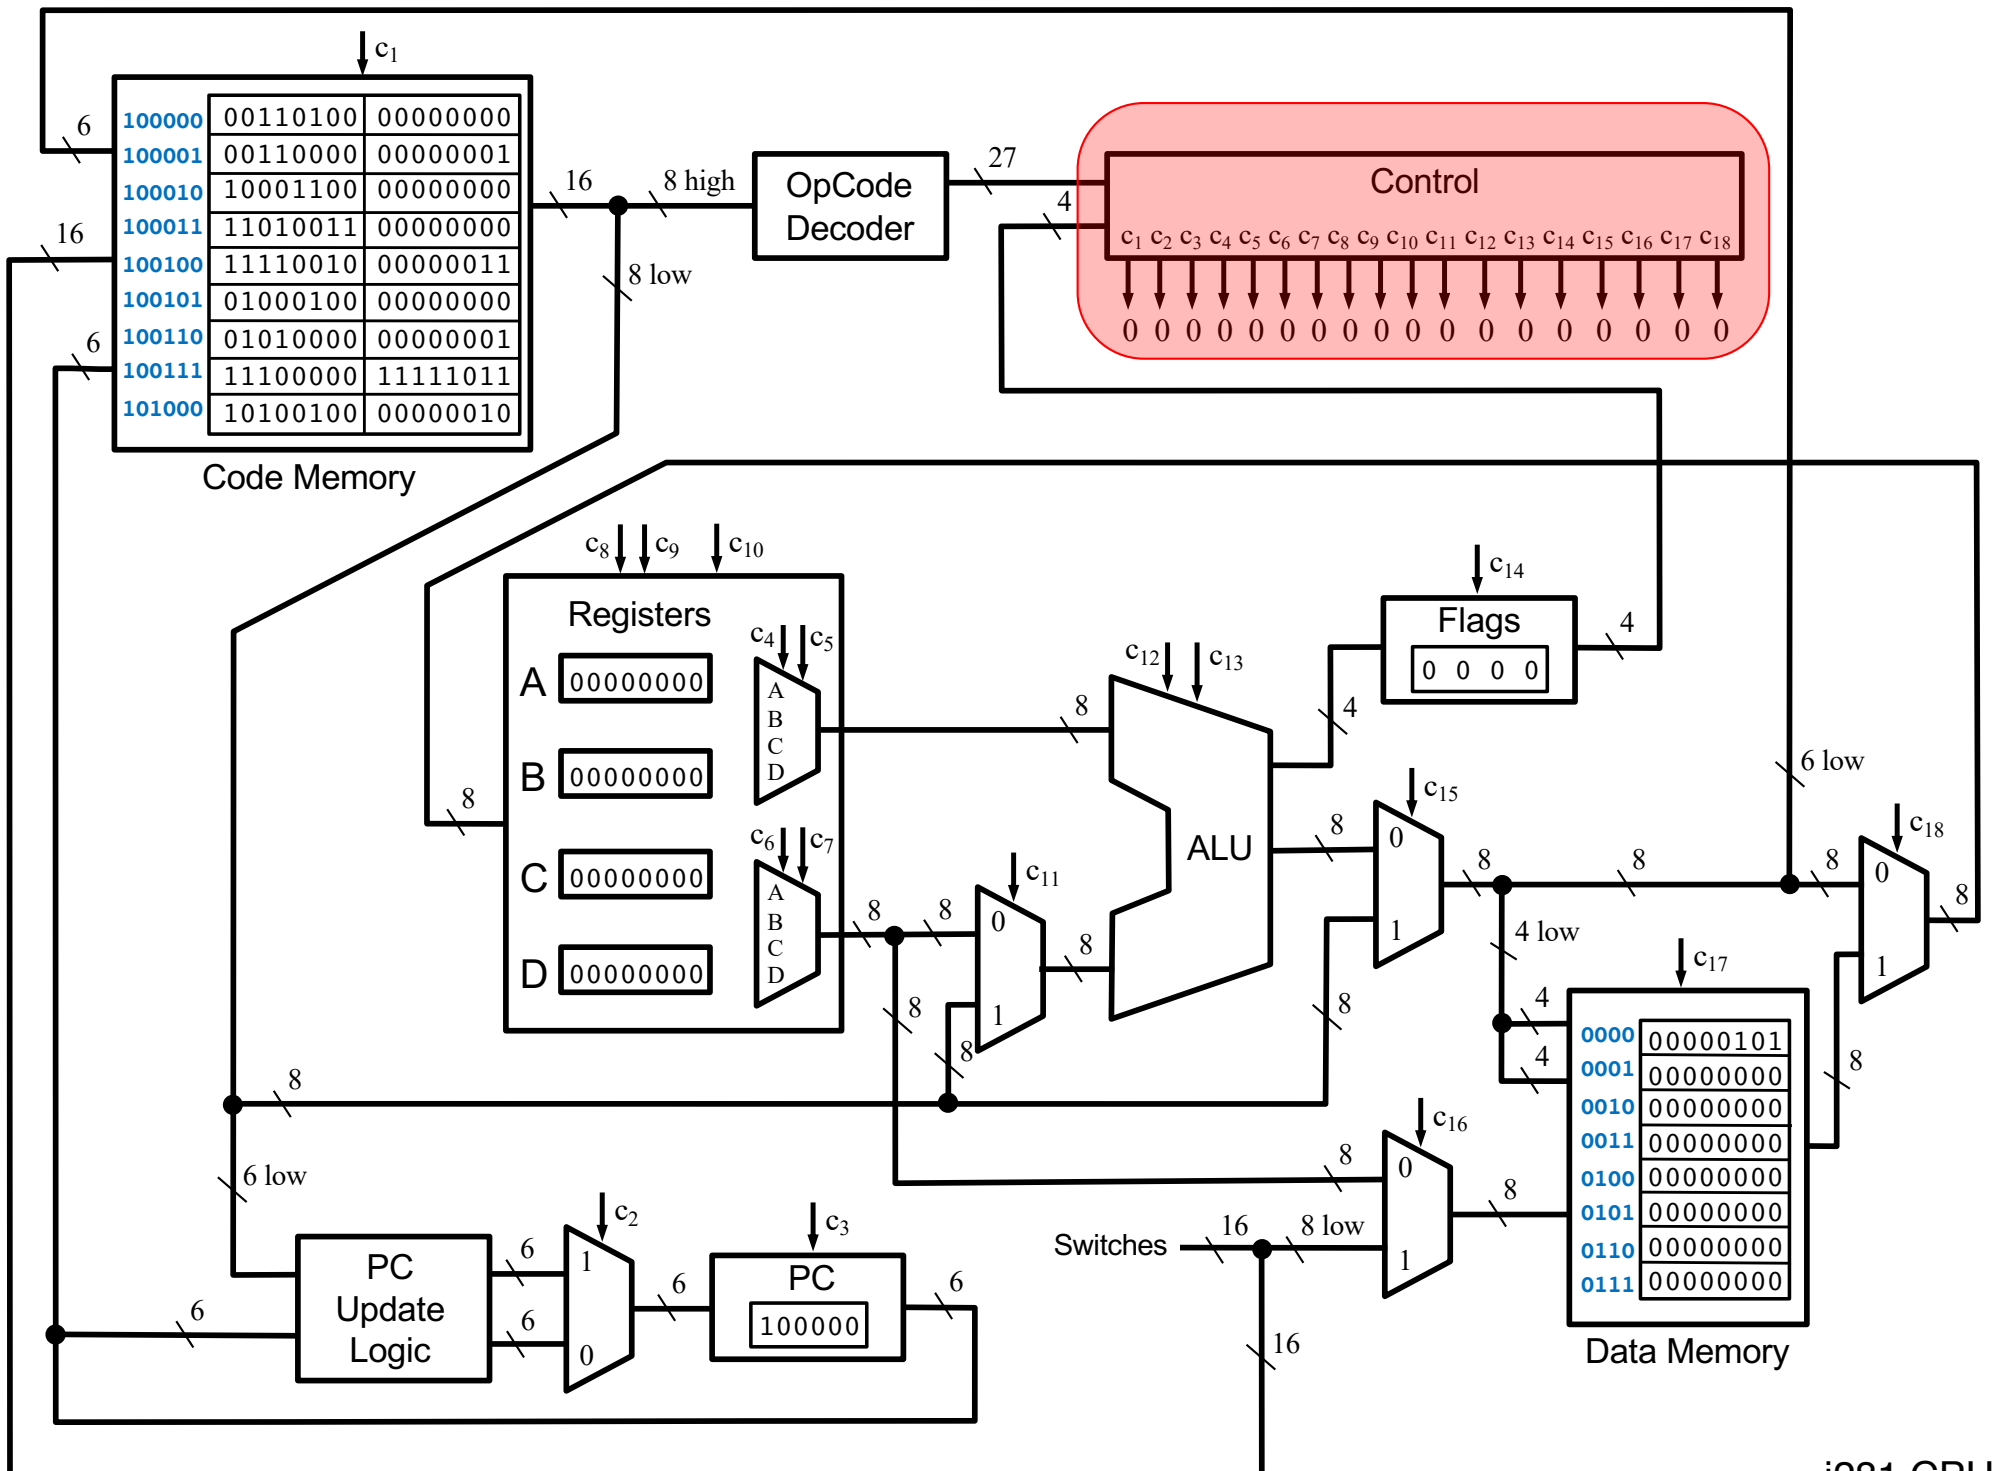 c1
100000 00110100 00000000
100001 00110000 00000001
100010 10001100 00000000
100011 11010011 00000000
100100 11110010 00000011
100101 01000100 00000000
100110 01010000 00000001
100111 11100000 11111011
101000 10100100 00000010
Code Memory
6
16
6
16
8 high
8 low
OpCode
Decoder
27
4
Control
c1 c2 c3 c4 c5 c6 c7 c8 c9 c10 c11 c12 c13 c14 c15 c16 c17 c18
0 0 0 0 0 0 0 0 0 0 0 0 0 0 0 0 0 0
c8 c9 c10
Registers
A 00000000
B 00000000
C 00000000
D 00000000
8
c4 c5
A
B
C
D
c6 c7
A
B
C
D
8
8
8
8
c11
0
1
8
8
c12 c13
ALU
c14
Flags
0 0 0 0
4
4
8
c15
0
1
8
8
8
6 low
8
c18
0
1
8
4 low
4
4
c17
0000 00000101
0001 00000000
0010 00000000
0011 00000000
0100 00000000
0101 00000000
0110 00000000
0111 00000000
Data Memory
8
8
6 low
PC
Update
Logic
6
6
6
c2
1
0
6
c3
PC
100000
6
8
c16
0
1
8
Switches
16
8 low
16